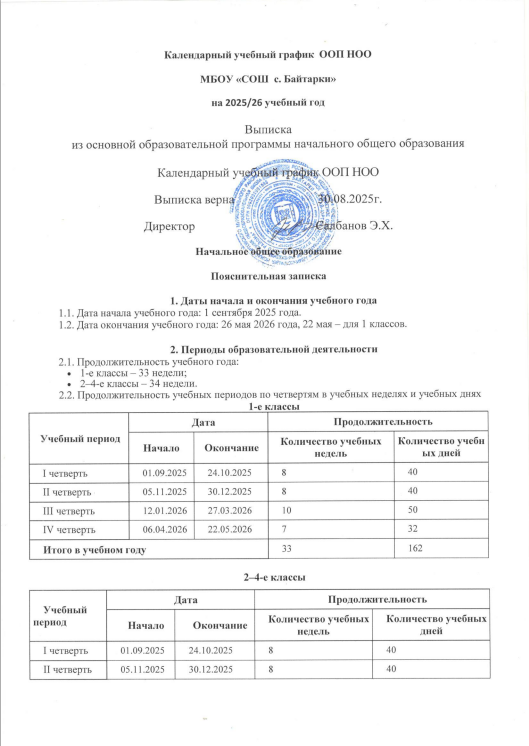 Календарный учебный график ООП НОО
МБОУ «СОШ с. Байтарки»
на 2025/26 учебный год
Выписка
из основной образовательной программы начального общего образования
Календарный учебный график ООП НОО
Выписка верна 30.08.2025г.
Директор Салбанов Э.Х.
Начальное общее образование
Пояснительная записка
1. Даты начала и окончания учебного года
1.1. Дата начала учебного года: 1 сентября 2025 года.
1.2. Дата окончания учебного года: 26 мая 2026 года, 22 мая – для 1 классов.
2. Периоды образовательной деятельности
2.1. Продолжительность учебного года:
• 1-е классы – 33 недели;
• 2–4-е классы – 34 недели.
2.2. Продолжительность учебных периодов по четвертям в учебных неделях и учебных днях
1-е классы
Учебный период Дата Продолжительность
Начало Окончание Количество учебных недель Количество учебн ых дней
I четверть 01.09.2025 24.10.2025 8 40
II четверть 05.11.2025 30.12.2025 8 40
III четверть 12.01.2026 27.03.2026 10 50
IV четверть 06.04.2026 22.05.2026 7 32
Итого в учебном году 33 162
2–4-е классы
Учебный период Дата Продолжительность
Начало Окончание Количество учебных недель Количество учебных дней
I четверть 01.09.2025 24.10.2025 8 40
II четверть 05.11.2025 30.12.2025 8 40